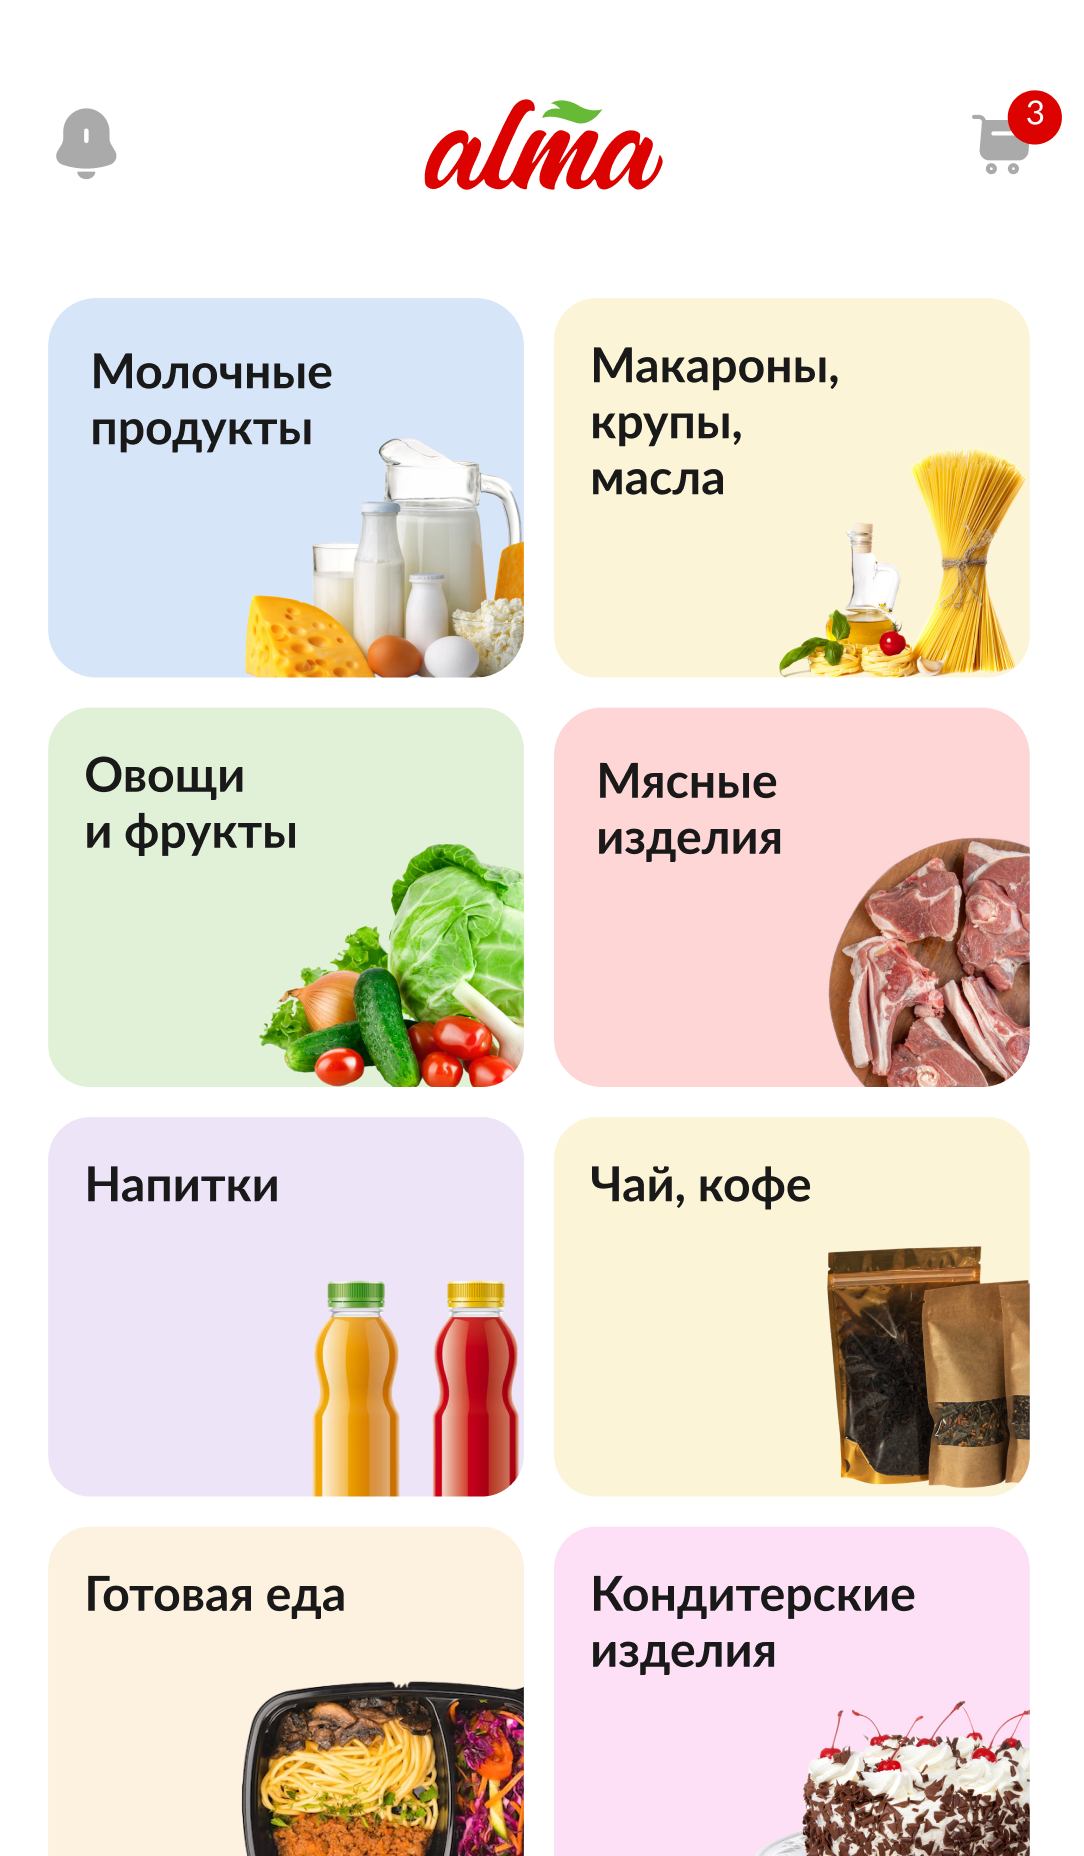 alma
3
Молочные
продукты
Макароны,
крупы,
масла
Овощи
и фрукты
Мясные
изделия
Напитки
Чай, кофе
Готовая еда
Кондитерские
изделия